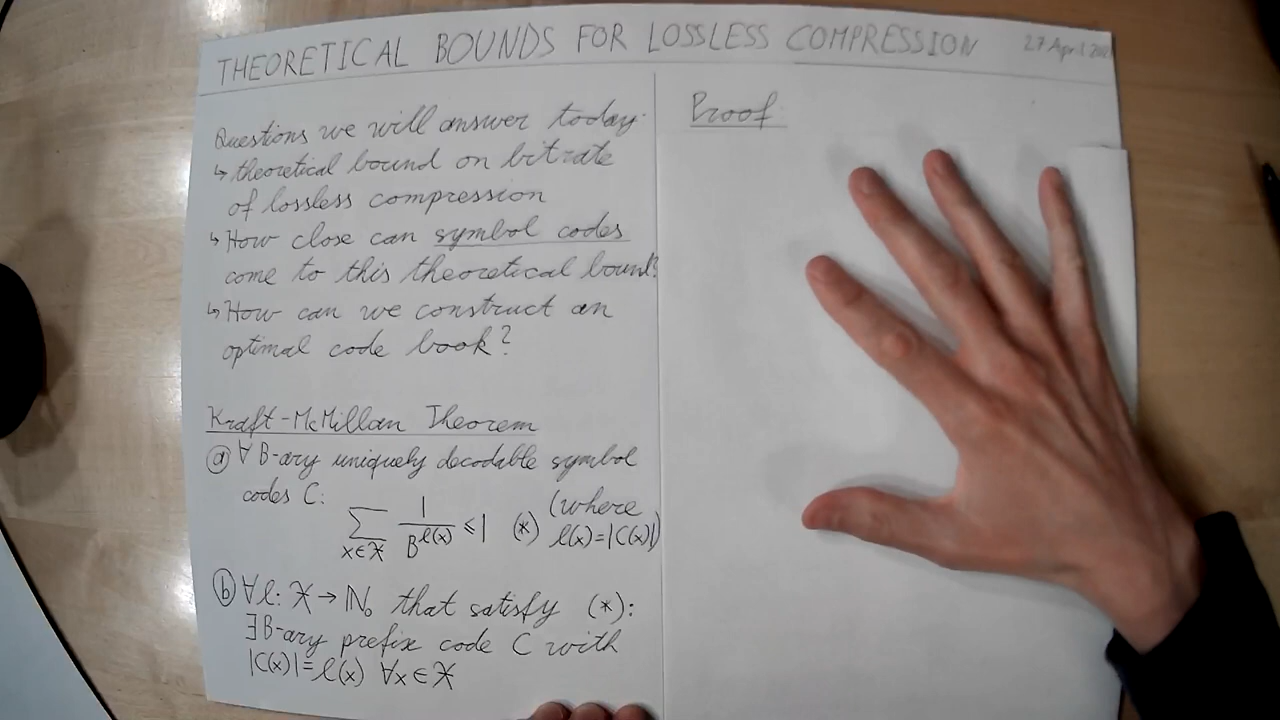 THEORETICAL BOUNDS FOR LOSSLESS COMPRESSION
27 April
Questions we will answer today:
↳ theoretical bound on bitrate
of lossless compression
↳ How close can symbol codes
come to this theoretical bound?
↳ How can we construct an
optimal code book?
Kraft-McMillan Theorem
ⓐ ∀ B-ary uniquely decodable symbol
codes C:
∑_{x∈𝒳} 1/B^{ℓ(x)} ≤ 1 (*) (where
ℓ(x)=|C(x)|)
ⓑ ∀ℓ: 𝒳 → ℕ₀ that satisfy (*):
∃B-ary prefix code C with
|C(x)|=ℓ(x) ∀x∈𝒳
Proof